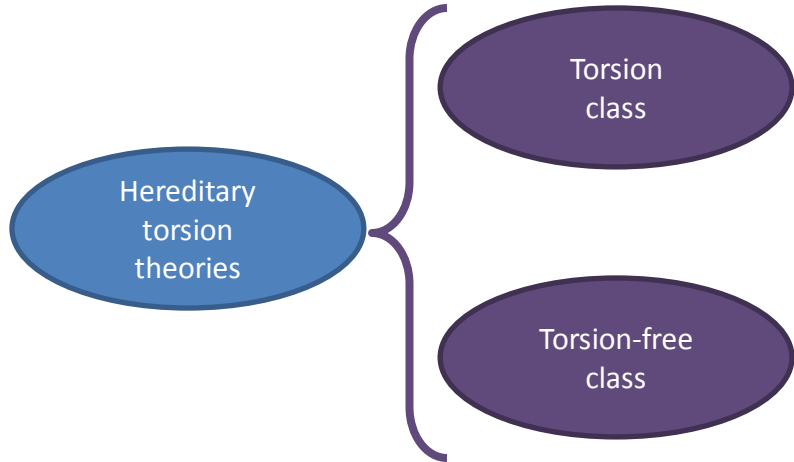 Hereditary
torsion
theories
Torsion
class
Torsion-free
class